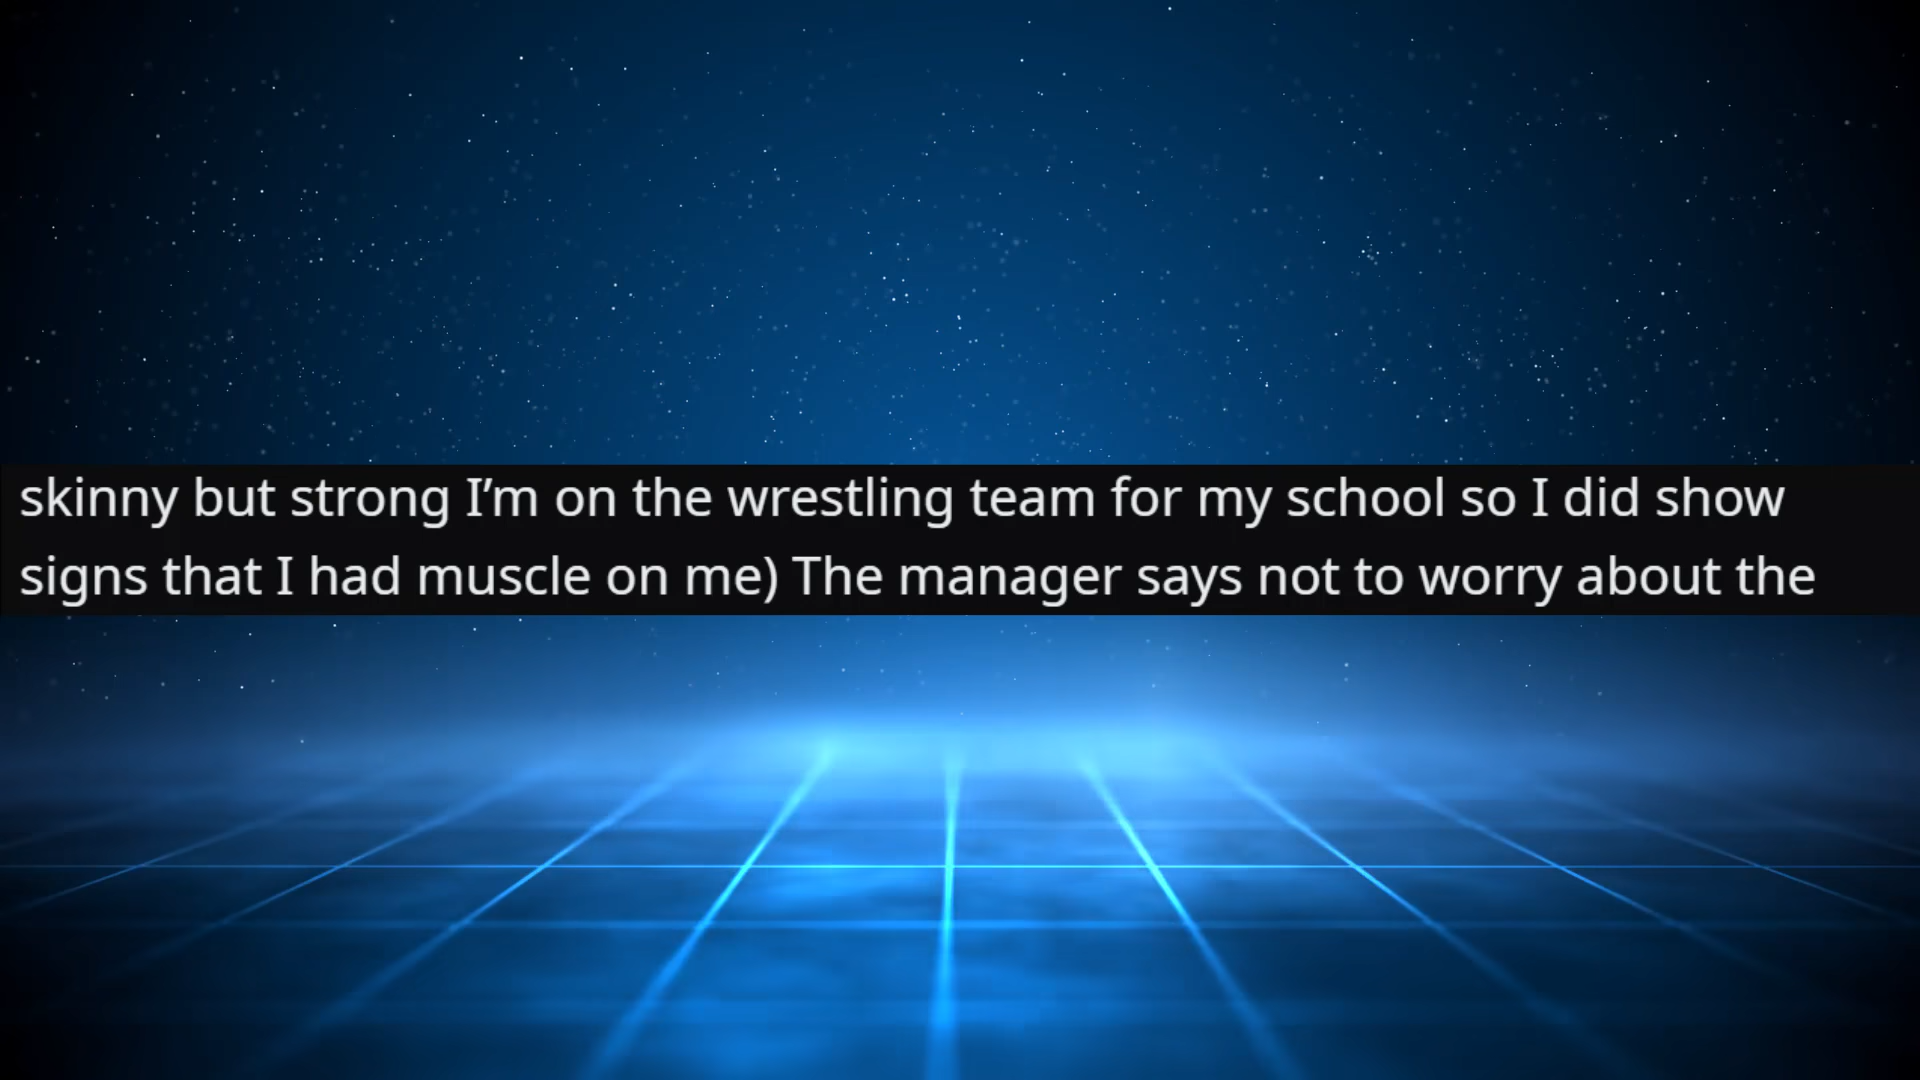 skinny but strong I’m on the wrestling team for my school so I did show
signs that I had muscle on me) The manager says not to worry about the